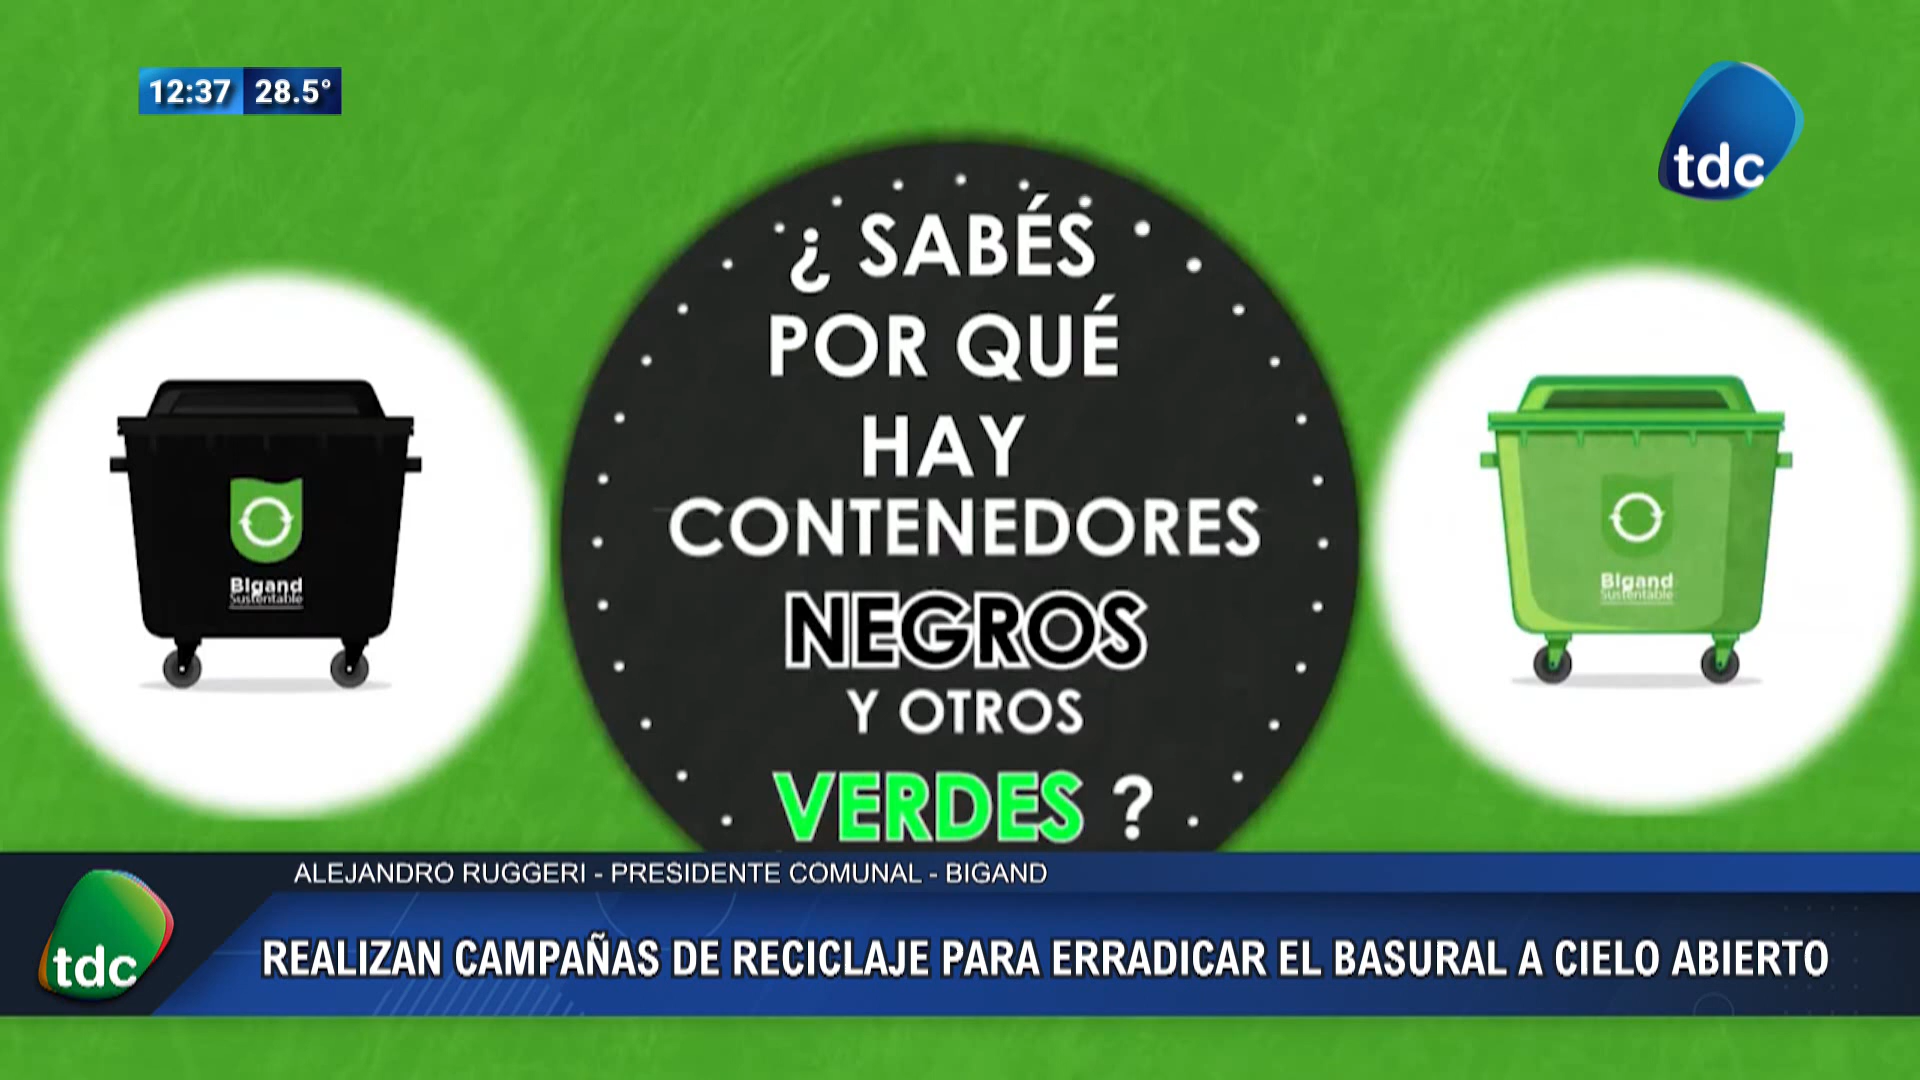 12:37 28.5°
tdc
¿ SABÉS
POR QUÉ
HAY
CONTENEDORES
NEGROS
Y OTROS
VERDES ?
BIgand
Sustentable
BIgand
Sustentable
ALEJANDRO RUGGERI - PRESIDENTE COMUNAL - BIGAND
tdc
REALIZAN CAMPAÑAS DE RECICLAJE PARA ERRADICAR EL BASURAL A CIELO ABIERTO